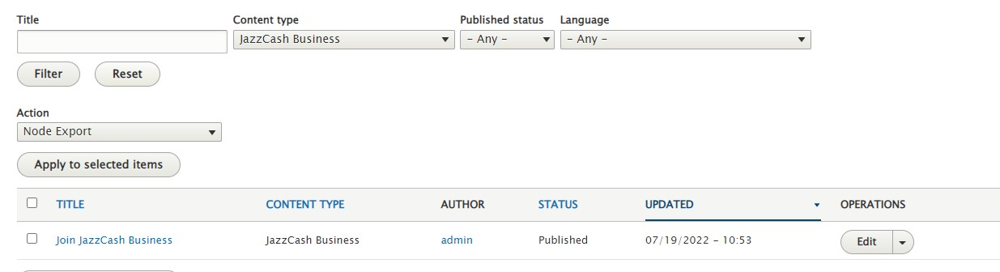 Title Content type Published status Language
JazzCash Business - Any - - Any -
Filter Reset
Action
Node Export
Apply to selected items
TITLE CONTENT TYPE AUTHOR STATUS UPDATED OPERATIONS
Join JazzCash Business JazzCash Business admin Published 07/19/2022 - 10:53 Edit